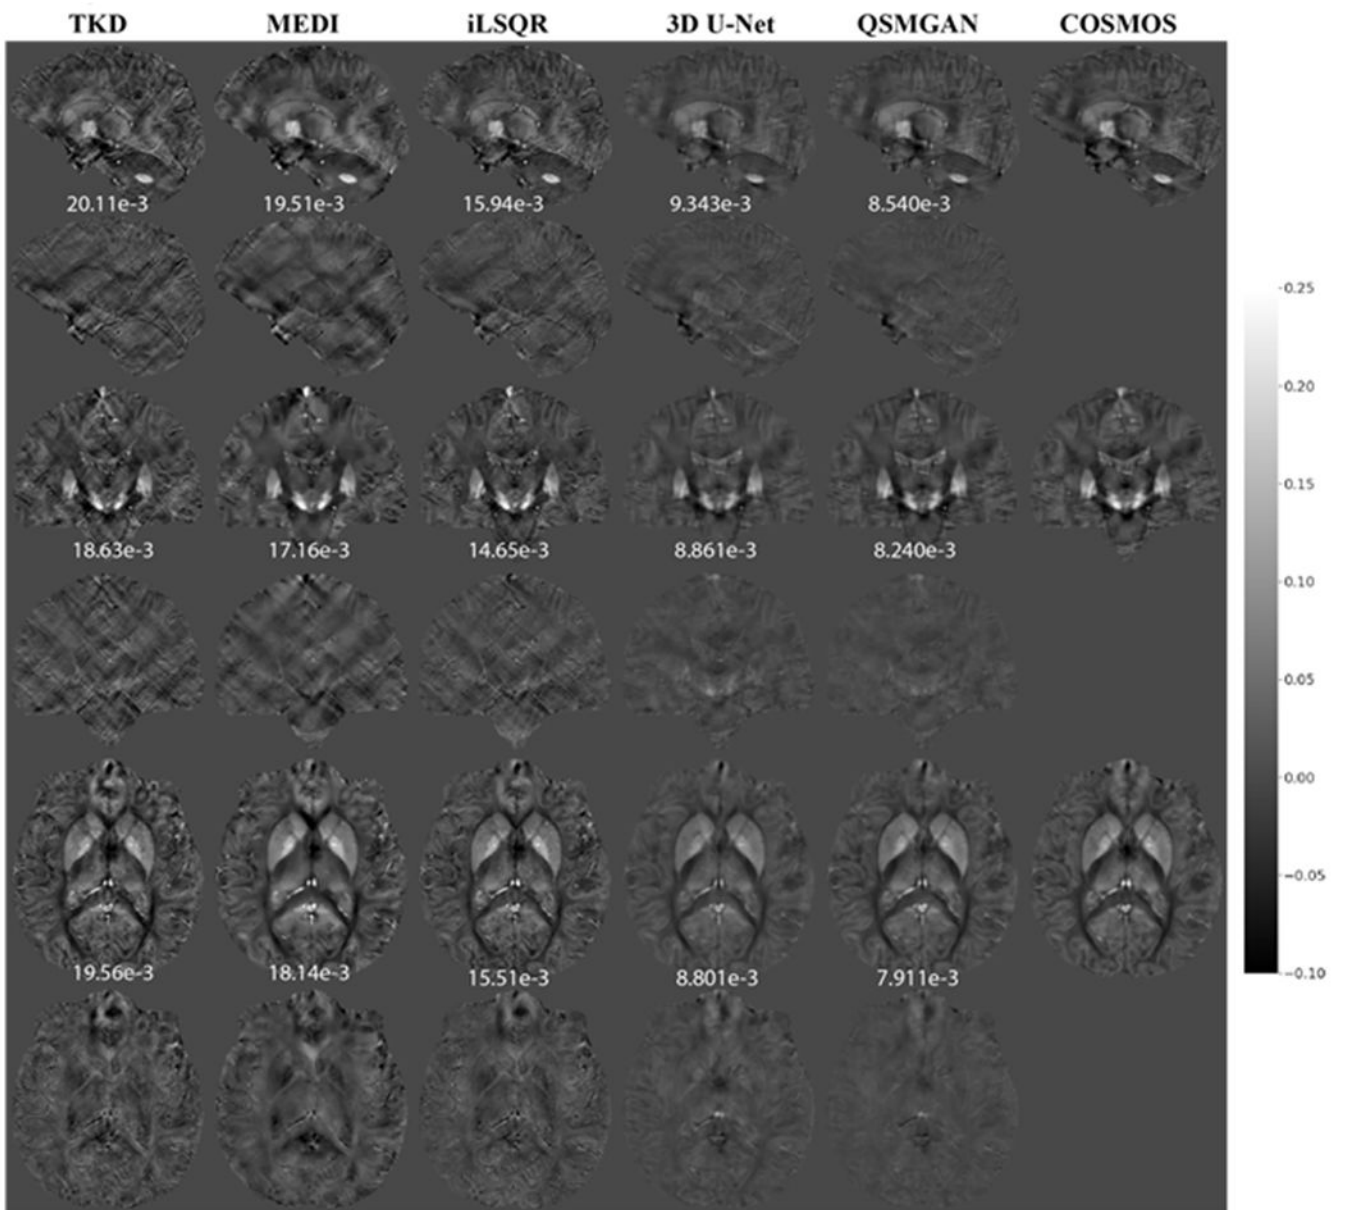 TKD MEDI iLSQR 3D U-Net QSMGAN COSMOS
20.11e-3 19.51e-3 15.94e-3 9.343e-3 8.540e-3
18.63e-3 17.16e-3 14.65e-3 8.861e-3 8.240e-3
19.56e-3 18.14e-3 15.51e-3 8.801e-3 7.911e-3
0.25
0.20
0.15
0.10
0.05
0.00
−0.05
−0.10